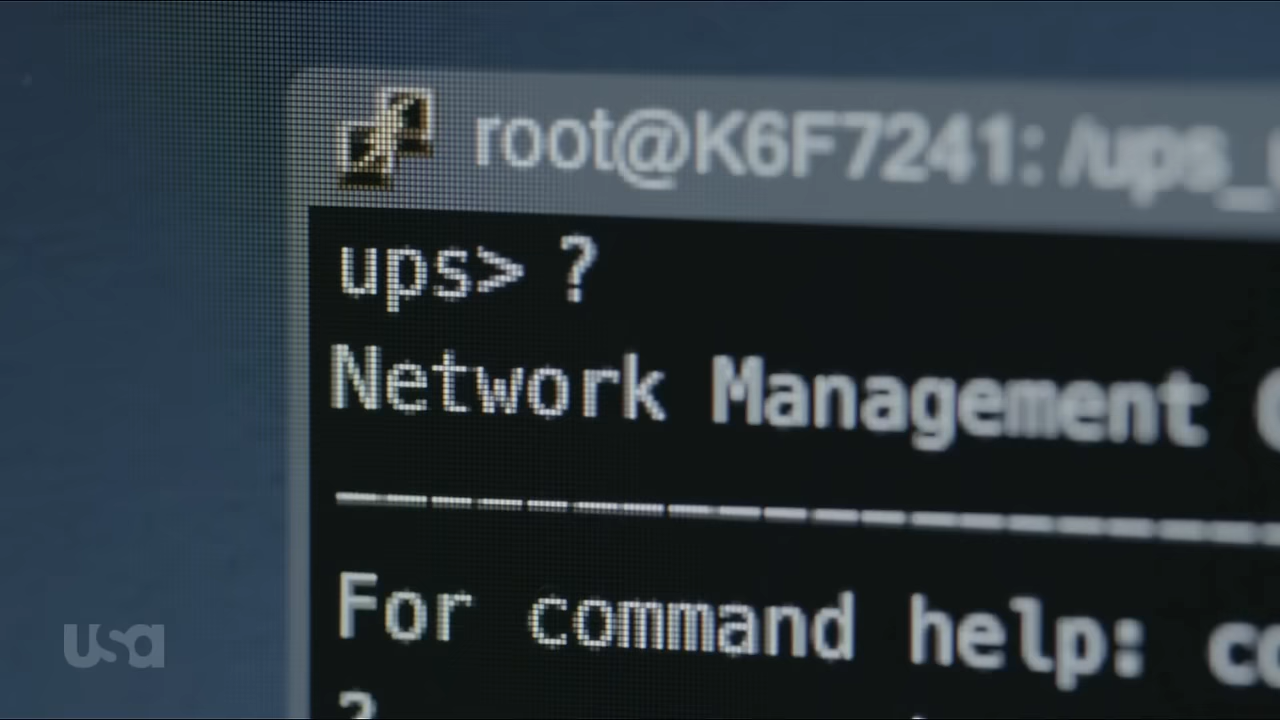 root@K6F7241: /ups_
ups> ?
Network Management
--------------------
For command help:
?
usa